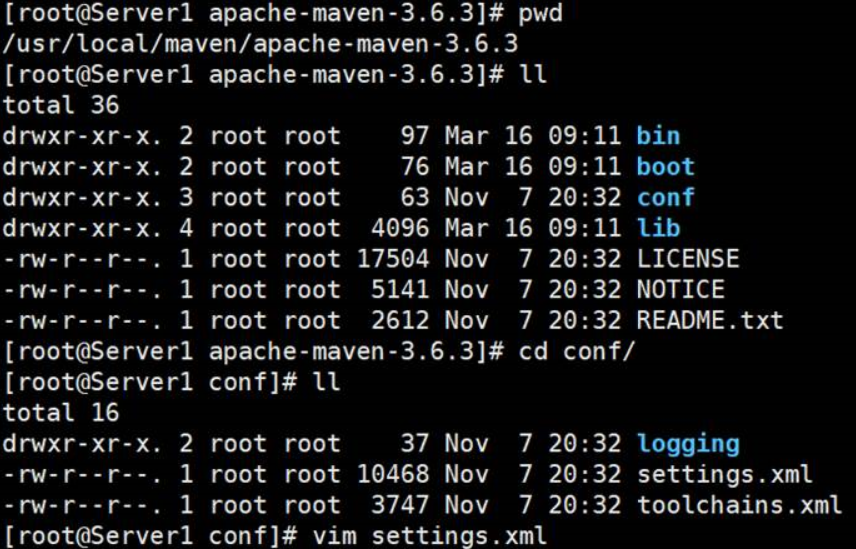 [root@Server1 apache-maven-3.6.3]# pwd
/usr/local/maven/apache-maven-3.6.3
[root@Server1 apache-maven-3.6.3]# ll
total 36
drwxr-xr-x. 2 root root    97 Mar 16 09:11 bin
drwxr-xr-x. 2 root root    76 Mar 16 09:11 boot
drwxr-xr-x. 3 root root    63 Nov  7 20:32 conf
drwxr-xr-x. 4 root root  4096 Mar 16 09:11 lib
-rw-r--r--. 1 root root 17504 Nov  7 20:32 LICENSE
-rw-r--r--. 1 root root  5141 Nov  7 20:32 NOTICE
-rw-r--r--. 1 root root  2612 Nov  7 20:32 README.txt
[root@Server1 apache-maven-3.6.3]# cd conf/
[root@Server1 conf]# ll
total 16
drwxr-xr-x. 2 root root    37 Nov  7 20:32 logging
-rw-r--r--. 1 root root 10468 Nov  7 20:32 settings.xml
-rw-r--r--. 1 root root  3747 Nov  7 20:32 toolchains.xml
[root@Server1 conf]# vim settings.xml